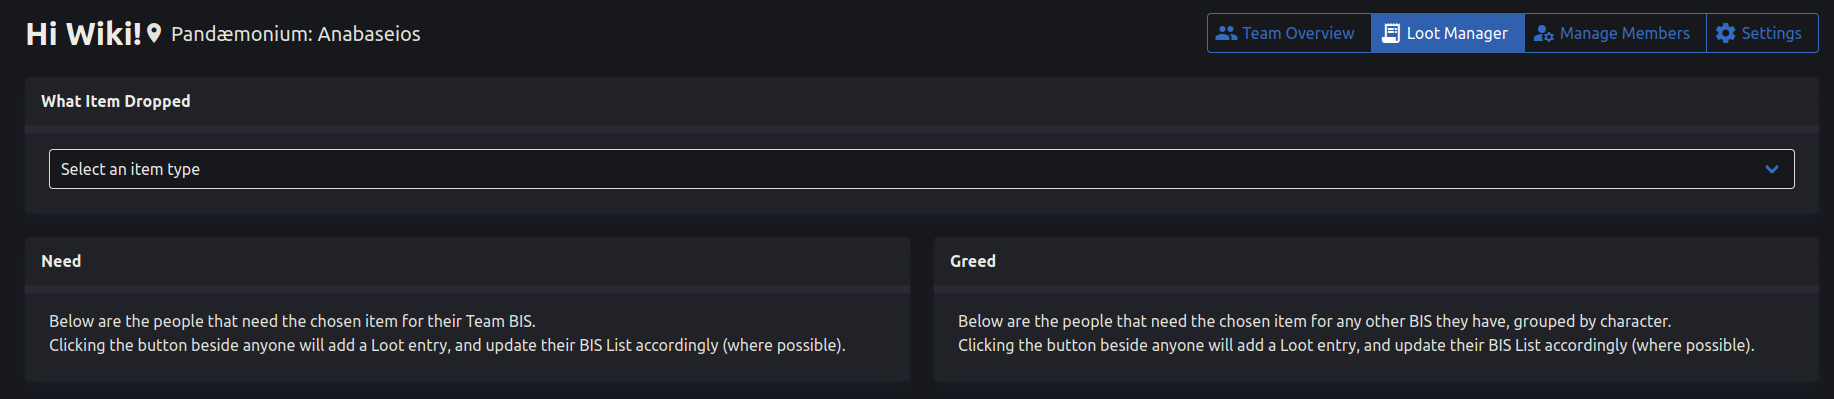 Hi Wiki! Pandæmonium: Anabaseios
Team Overview
Loot Manager
Manage Members
Settings
What Item Dropped
Select an item type
Need
Below are the people that need the chosen item for their Team BIS.
Clicking the button beside anyone will add a Loot entry, and update their BIS List accordingly (where possible).
Greed
Below are the people that need the chosen item for any other BIS they have, grouped by character.
Clicking the button beside anyone will add a Loot entry, and update their BIS List accordingly (where possible).